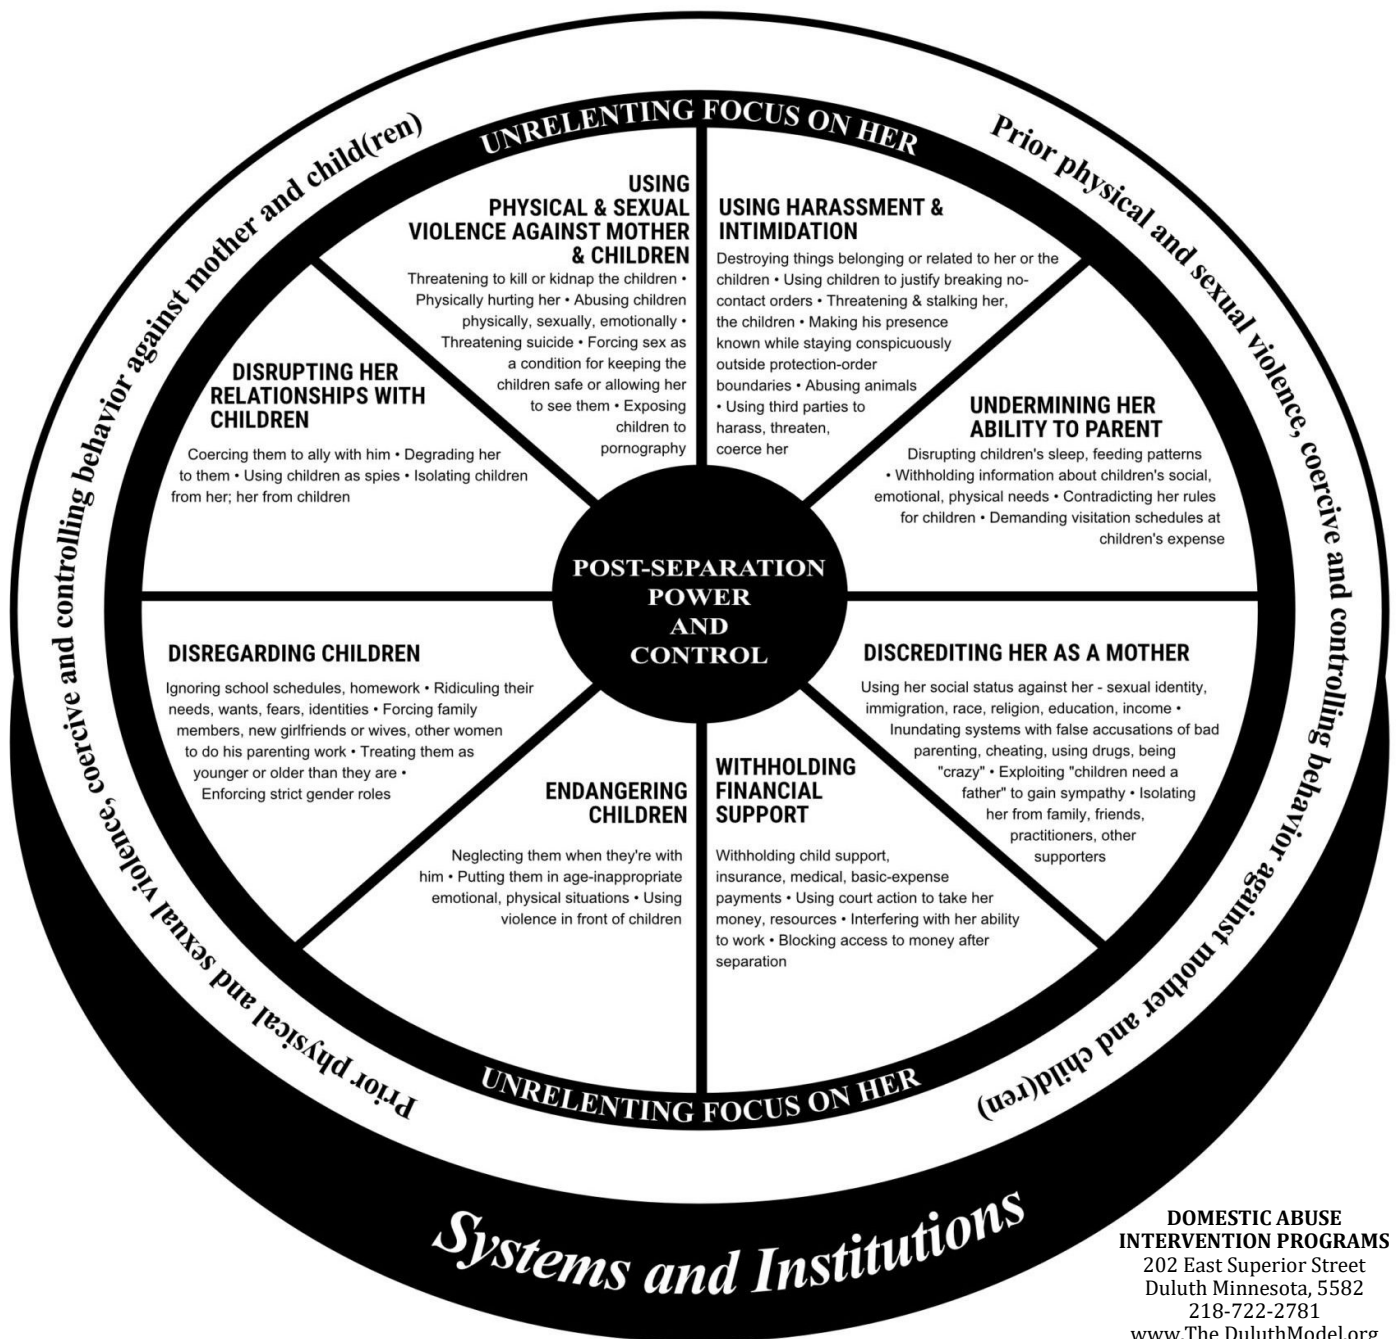 UNRELENTING FOCUS ON HER
Prior physical and sexual violence, coercive and controlling behavior against mother and child(ren)
Prior physical and sexual violence, coercive and controlling behavior against mother and child(ren)
USING
PHYSICAL & SEXUAL
VIOLENCE AGAINST MOTHER
& CHILDREN
Threatening to kill or kidnap the children •
Physically hurting her • Abusing children
physically, sexually, emotionally •
Threatening suicide • Forcing sex as
a condition for keeping the
children safe or allowing her
to see them • Exposing
children to
pornography
USING HARASSMENT &
INTIMIDATION
Destroying things belonging or related to her or the
children • Using children to justify breaking no-
contact orders • Threatening & stalking her,
the children • Making his presence
known while staying conspicuously
outside protection-order
boundaries • Abusing animals
• Using third parties to
harass, threaten,
coerce her
UNDERMINING HER
ABILITY TO PARENT
Disrupting children's sleep, feeding patterns
• Withholding information about children's social,
emotional, physical needs • Contradicting her rules
for children • Demanding visitation schedules at
children's expense
DISCREDITING HER AS A MOTHER
Using her social status against her - sexual identity,
immigration, race, religion, education, income •
Inundating systems with false accusations of bad
parenting, cheating, using drugs, being
"crazy" • Exploiting "children need a
father" to gain sympathy • Isolating
her from family, friends,
practitioners, other
supporters
WITHHOLDING
FINANCIAL
SUPPORT
Withholding child support,
insurance, medical, basic-expense
payments • Using court action to take her
money, resources • Interfering with her ability
to work • Blocking access to money after
separation
ENDANGERING
CHILDREN
Neglecting them when they're with
him • Putting them in age-inappropriate
emotional, physical situations • Using
violence in front of children
DISREGARDING CHILDREN
Ignoring school schedules, homework • Ridiculing their
needs, wants, fears, identities • Forcing family
members, new girlfriends or wives, other women
to do his parenting work • Treating them as
younger or older than they are •
Enforcing strict gender roles
DISRUPTING HER
RELATIONSHIPS WITH
CHILDREN
Coercing them to ally with him • Degrading her
to them • Using children as spies • Isolating children
from her; her from children
POST-SEPARATION
POWER
AND
CONTROL
UNRELENTING FOCUS ON HER
Systems and Institutions
DOMESTIC ABUSE
INTERVENTION PROGRAMS
202 East Superior Street
Duluth Minnesota, 5582
218-722-2781
www.The DuluthModel.org